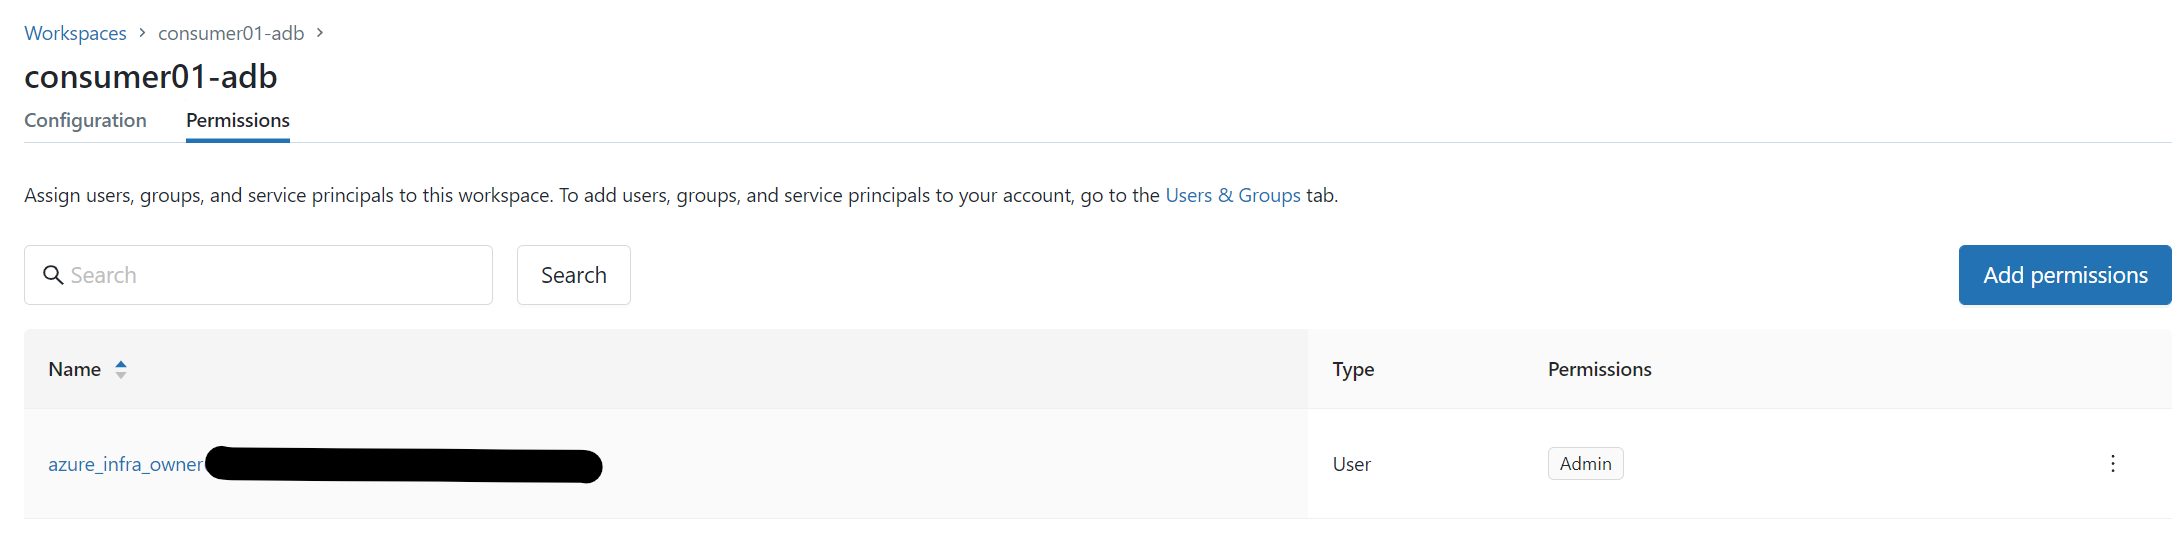 Workspaces > consumer01-adb >
consumer01-adb
Configuration Permissions
Assign users, groups, and service principals to this workspace. To add users, groups, and service principals to your account, go to the Users & Groups tab.
Search Search Add permissions
Name Type Permissions
azure_infra_owner User Admin